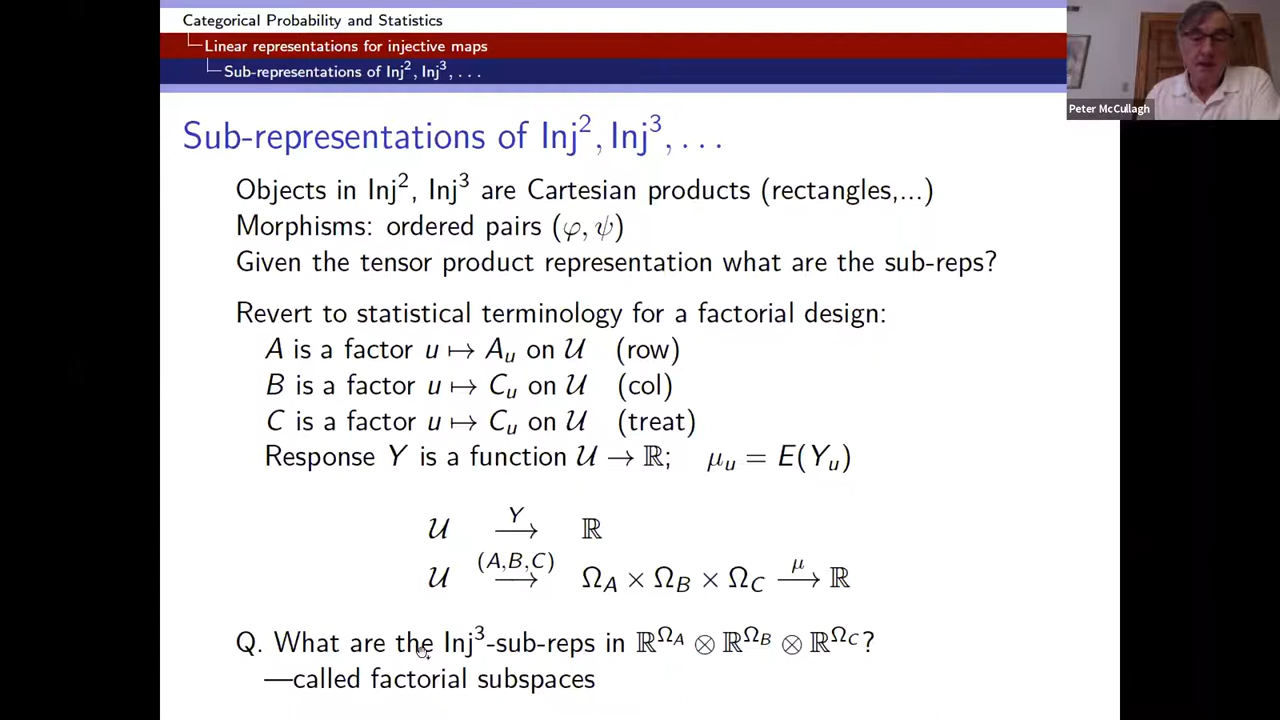 Categorical Probability and Statistics
Linear representations for injective maps
Sub-representations of Inj², Inj³, . . .
Peter McCullagh
Sub-representations of Inj², Inj³, . . .
Objects in Inj², Inj³ are Cartesian products (rectangles,...)
Morphisms: ordered pairs (φ, ψ)
Given the tensor product representation what are the sub-reps?
Revert to statistical terminology for a factorial design:
A is a factor u ↦ A_u on 𝒰 (row)
B is a factor u ↦ C_u on 𝒰 (col)
C is a factor u ↦ C_u on 𝒰 (treat)
Response Y is a function 𝒰 → ℝ; μ_u = E(Y_u)
𝒰 —Y→ ℝ
𝒰 —(A,B,C)→ Ω_A × Ω_B × Ω_C —μ→ ℝ
Q. What are the Inj³-sub-reps in ℝ^{Ω_A} ⊗ ℝ^{Ω_B} ⊗ ℝ^{Ω_C}?
—called factorial subspaces